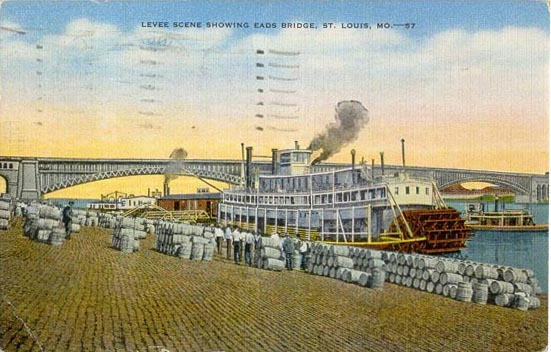 LEVEE SCENE SHOWING EADS BRIDGE, ST. LOUIS, MO.—57